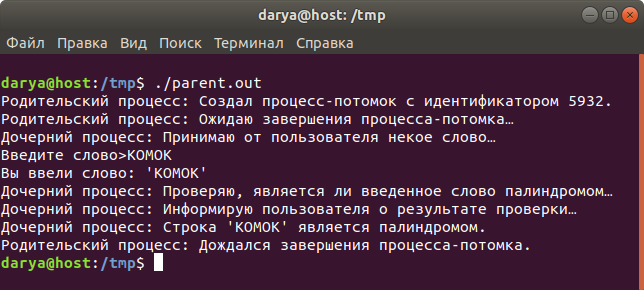 darya@host: /tmp
Файл Правка Вид Поиск Терминал Справка
darya@host:/tmp$ ./parent.out
Родительский процесс: Создал процесс-потомок с идентификатором 5932.
Родительский процесс: Ожидаю завершения процесса-потомка…
Дочерний процесс: Принимаю от пользователя некое слово…
Введите слово>КОМОК
Вы ввели слово: 'КОМОК'
Дочерний процесс: Проверяю, является ли введенное слово палиндромом…
Дочерний процесс: Информирую пользователя о результате проверки…
Дочерний процесс: Строка 'КОМОК' является палиндромом.
Родительский процесс: Дождался завершения процесса-потомка.
darya@host:/tmp$